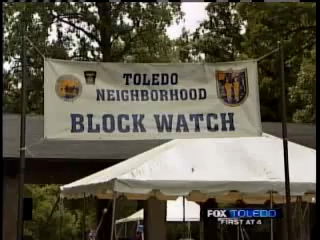 TOLEDO
NEIGHBORHOOD
BLOCK WATCH
FOX TOLEDO
FIRST AT 4